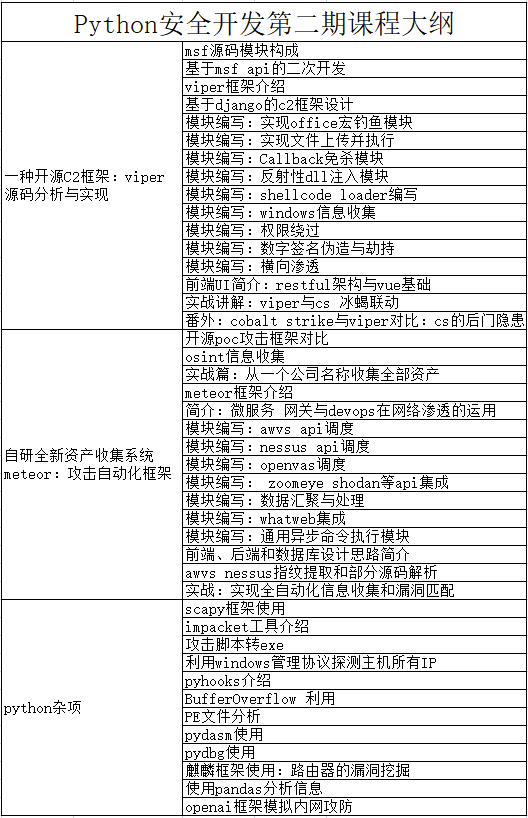 Python安全开发第二期课程大纲
一种开源C2框架：viper
源码分析与实现
msf源码模块构成
基于msf api的二次开发
viper框架介绍
基于django的c2框架设计
模块编写：实现office宏钓鱼模块
模块编写：实现文件上传并执行
模块编写：Callback免杀模块
模块编写：反射性dll注入模块
模块编写：shellcode loader编写
模块编写：windows信息收集
模块编写：权限绕过
模块编写：数字签名伪造与劫持
模块编写：横向渗透
前端UI简介：restful架构与vue基础
实战讲解：viper与cs 冰蝎联动
番外：cobalt strike与viper对比：cs的后门隐患
自研全新资产收集系统
meteor：攻击自动化框架
开源poc攻击框架对比
osint信息收集
实战篇：从一个公司名称收集全部资产
meteor框架介绍
简介：微服务 网关与devops在网络渗透的运用
模块编写：awvs api调度
模块编写：nessus api调度
模块编写：openvas调度
模块编写： zoomeye shodan等api集成
模块编写：数据汇聚与处理
模块编写：whatweb集成
模块编写：通用异步命令执行模块
前端、后端和数据库设计思路简介
awvs nessus指纹提取和部分源码解析
实战：实现全自动化信息收集和漏洞匹配
python杂项
scapy框架使用
impacket工具介绍
攻击脚本转exe
利用windows管理协议探测主机所有IP
pyhooks介绍
BufferOverflow 利用
PE文件分析
pydasm使用
pydbg使用
麒麟框架使用：路由器的漏洞挖掘
使用pandas分析信息
openai框架模拟内网攻防